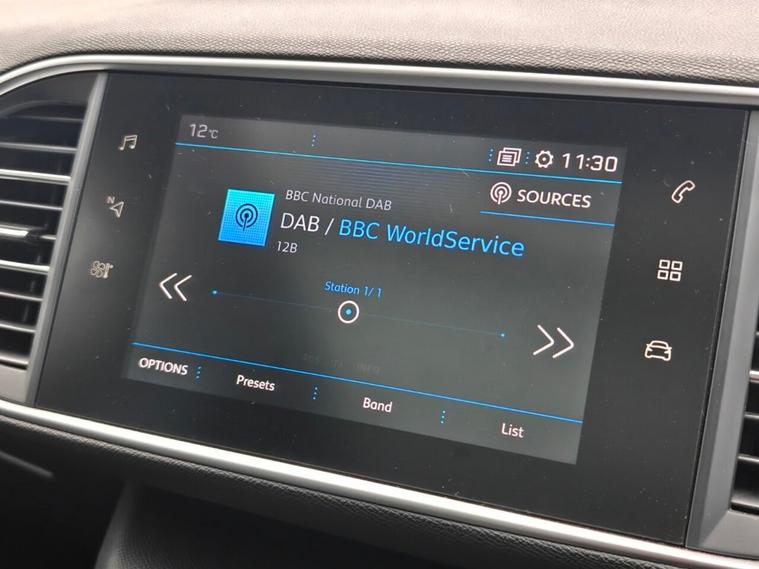 12°C
11:30
SOURCES
BBC National DAB
DAB / BBC WorldService
12B
Station 1/1
N
OPTIONS
Presets
Band
List